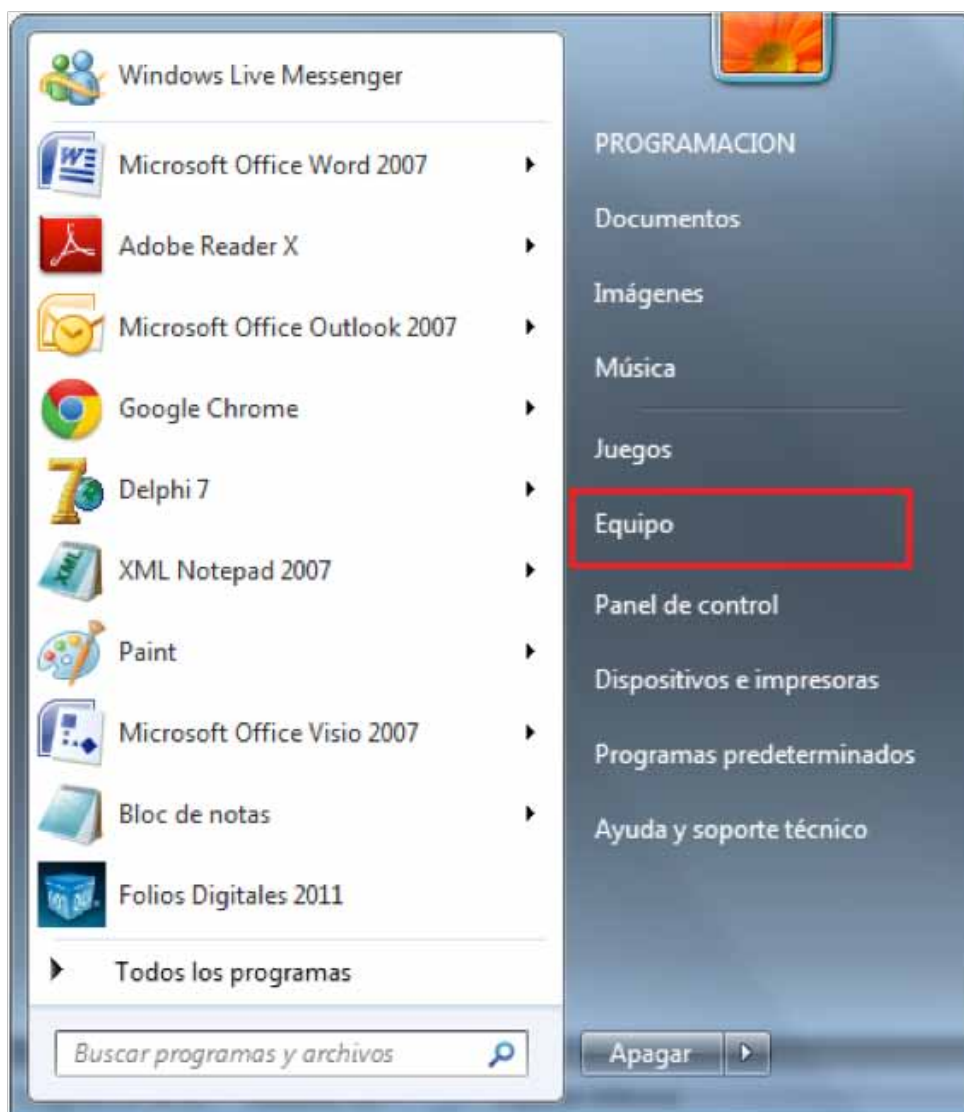 Windows Live Messenger
Microsoft Office Word 2007
Adobe Reader X
Microsoft Office Outlook 2007
Google Chrome
Delphi 7
XML Notepad 2007
Paint
Microsoft Office Visio 2007
Bloc de notas
Folios Digitales 2011
Todos los programas
Buscar programas y archivos
PROGRAMACION
Documentos
Imágenes
Música
Juegos
Equipo
Panel de control
Dispositivos e impresoras
Programas predeterminados
Ayuda y soporte técnico
Apagar